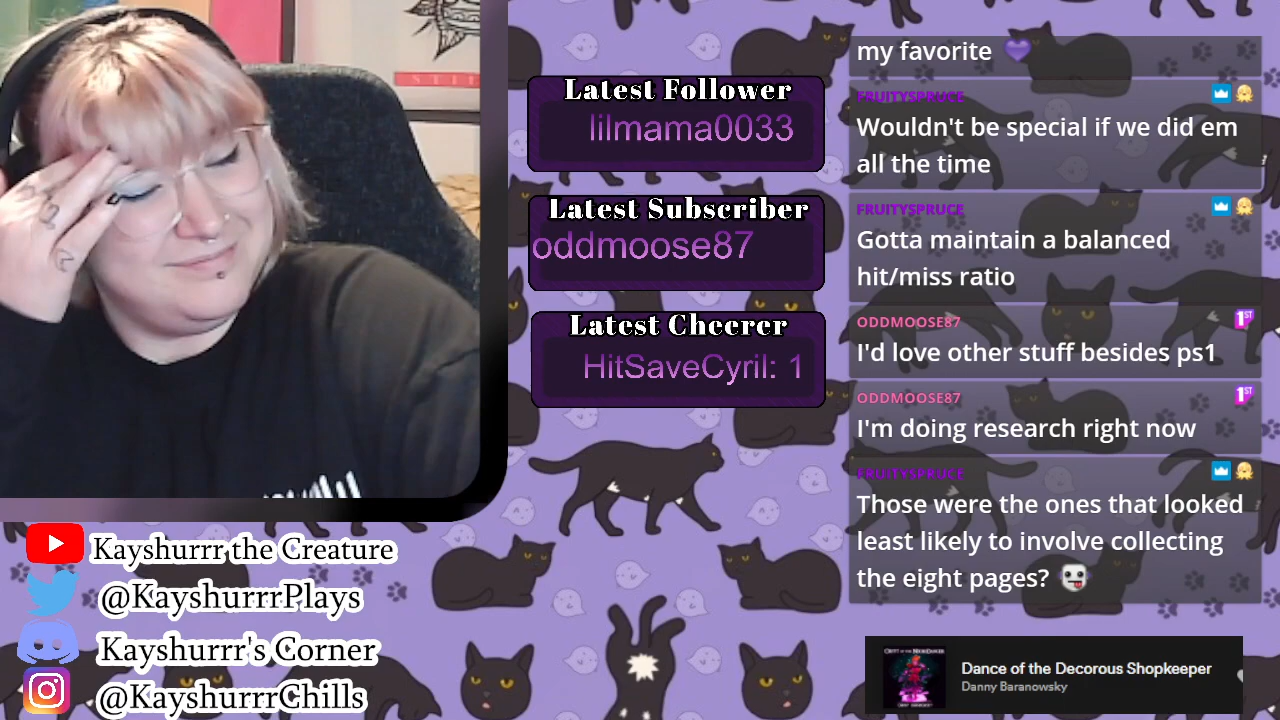 Latest Follower
lilmama0033
Latest Subscriber
oddmoose87
Latest Cheerer
HitSaveCyril: 1
Kayshurrr the Creature
@KayshurrrPlays
Kayshurrr's Corner
@KayshurrrChills
my favorite
FRUITYSPRUCE
Wouldn't be special if we did em
all the time
FRUITYSPRUCE
Gotta maintain a balanced
hit/miss ratio
ODDMOOSE87
1ST
I'd love other stuff besides ps1
ODDMOOSE87
1ST
I'm doing research right now
FRUITYSPRUCE
Those were the ones that looked
least likely to involve collecting
the eight pages?
Dance of the Decorous Shopkeeper
Danny Baranowsky